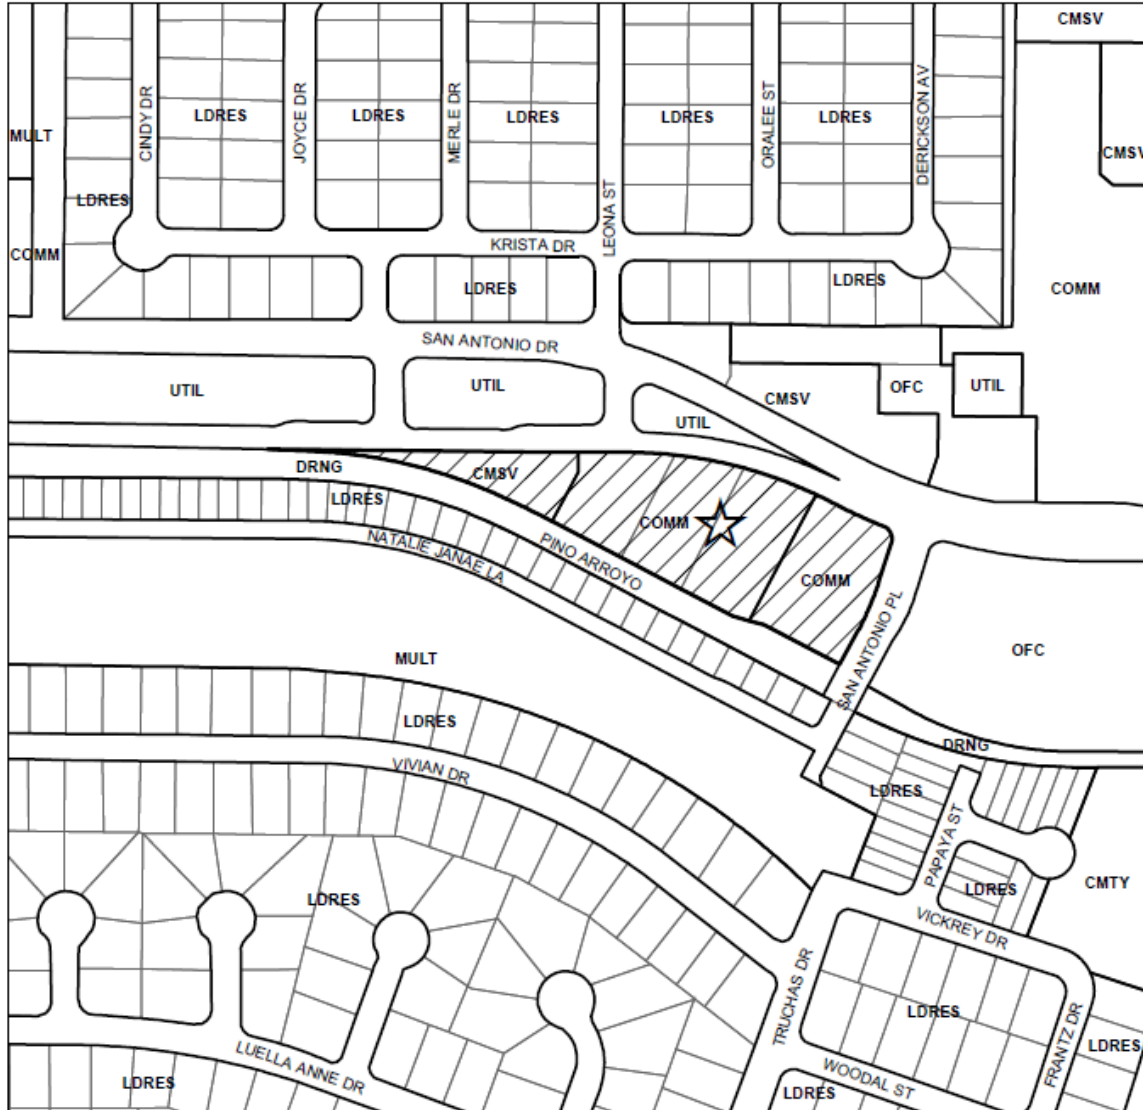 CMSV
CINDY DR
LDRES
JOYCE DR
LDRES
MERLE DR
LDRES
LDRES
ORALEE ST
LDRES
DERICKSON AV
MULT
CMSV
LDRES
LEONA ST
KRISTA DR
COMM
LDRES
LDRES
COMM
SAN ANTONIO DR
UTIL
UTIL
CMSV
OFC
UTIL
UTIL
DRNG
CMSV
LDRES
COMM
NATALIE JANAE LA
PINO ARROYO
COMM
SAN ANTONIO PL
OFC
MULT
LDRES
DRNG
VIVIAN DR
LDRES
PAPAYA ST
LDRES
LDRES
CMTY
VICKREY DR
TRUCHAS DR
LDRES
FRANTZ DR
LDRES
LUELLA ANNE DR
WOODAL ST
LDRES
LDRES